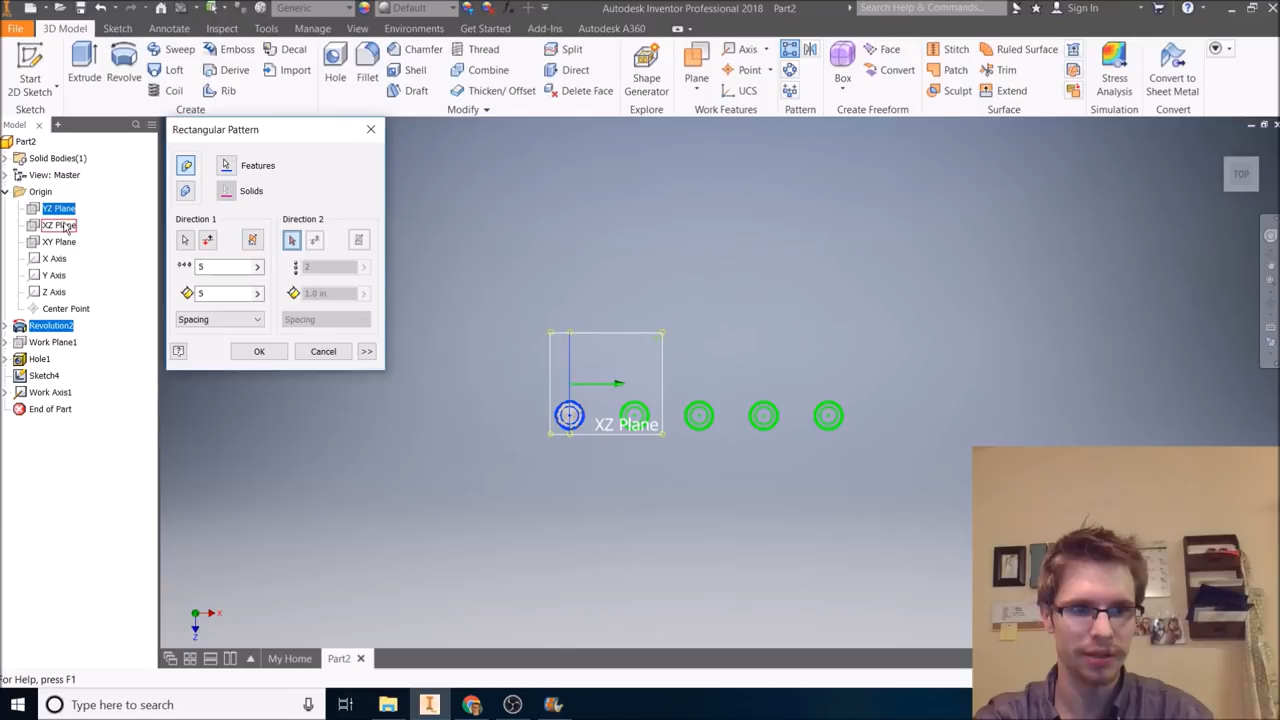 Generic
Default
Autodesk Inventor Professional 2018 Part2
Search Help & Commands...
Sign In
File
3D Model
Sketch
Annotate
Inspect
Tools
Manage
View
Environments
Get Started
Add-Ins
Autodesk A360
Start
2D Sketch
Sketch
Extrude
Revolve
Sweep
Loft
Coil
Emboss
Derive
Rib
Decal
Import
Create
Hole
Fillet
Chamfer
Shell
Draft
Thread
Combine
Thicken/ Offset
Split
Direct
Delete Face
Modify
Shape
Generator
Explore
Plane
Axis
Point
UCS
Work Features
Pattern
Box
Face
Convert
Create Freeform
Stitch
Patch
Sculpt
Ruled Surface
Trim
Extend
Surface
Stress
Analysis
Simulation
Convert to
Sheet Metal
Convert
Model
Part2
Solid Bodies(1)
View: Master
Origin
YZ Plane
XZ Plane
XY Plane
X Axis
Y Axis
Z Axis
Center Point
Revolution2
Work Plane1
Hole1
Sketch4
Work Axis1
End of Part
Rectangular Pattern
Features
Solids
Direction 1
Direction 2
5
2
5
1.0 in
Spacing
Spacing
OK
Cancel
>>
TOP
XZ Plane
X
Z
My Home
Part2
For Help, press F1
Type here to search